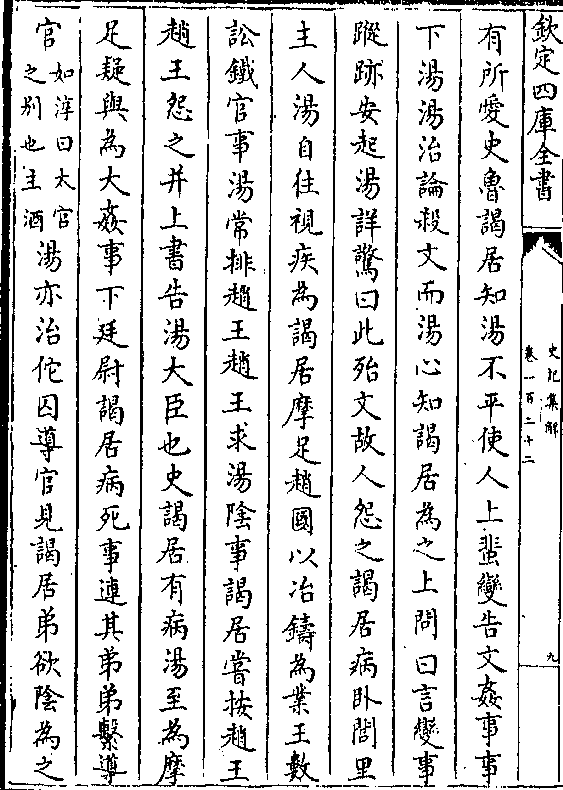 欽定四庫全書
史記集解
卷一百二十二
九
有所愛史魯謁居知湯不平使人上蜚變告文姦事事
下湯湯治論殺文而湯心知謁居為之上問曰言變事
蹤跡安起湯詳驚曰此殆文故人怨之謁居病卧閭里
主人湯自往視疾為謁居摩足趙國以冶鑄為業王數
訟鐵官事湯常排趙王趙王求湯陰事謁居嘗按趙王
趙王怨之并上書告湯大臣也史謁居有病湯至為摩
足疑與為大姦事下廷尉謁居病死事連其弟弟繫導
官如淳曰太官之别也主酒湯亦治佗囚導官見謁居弟欲陰為之